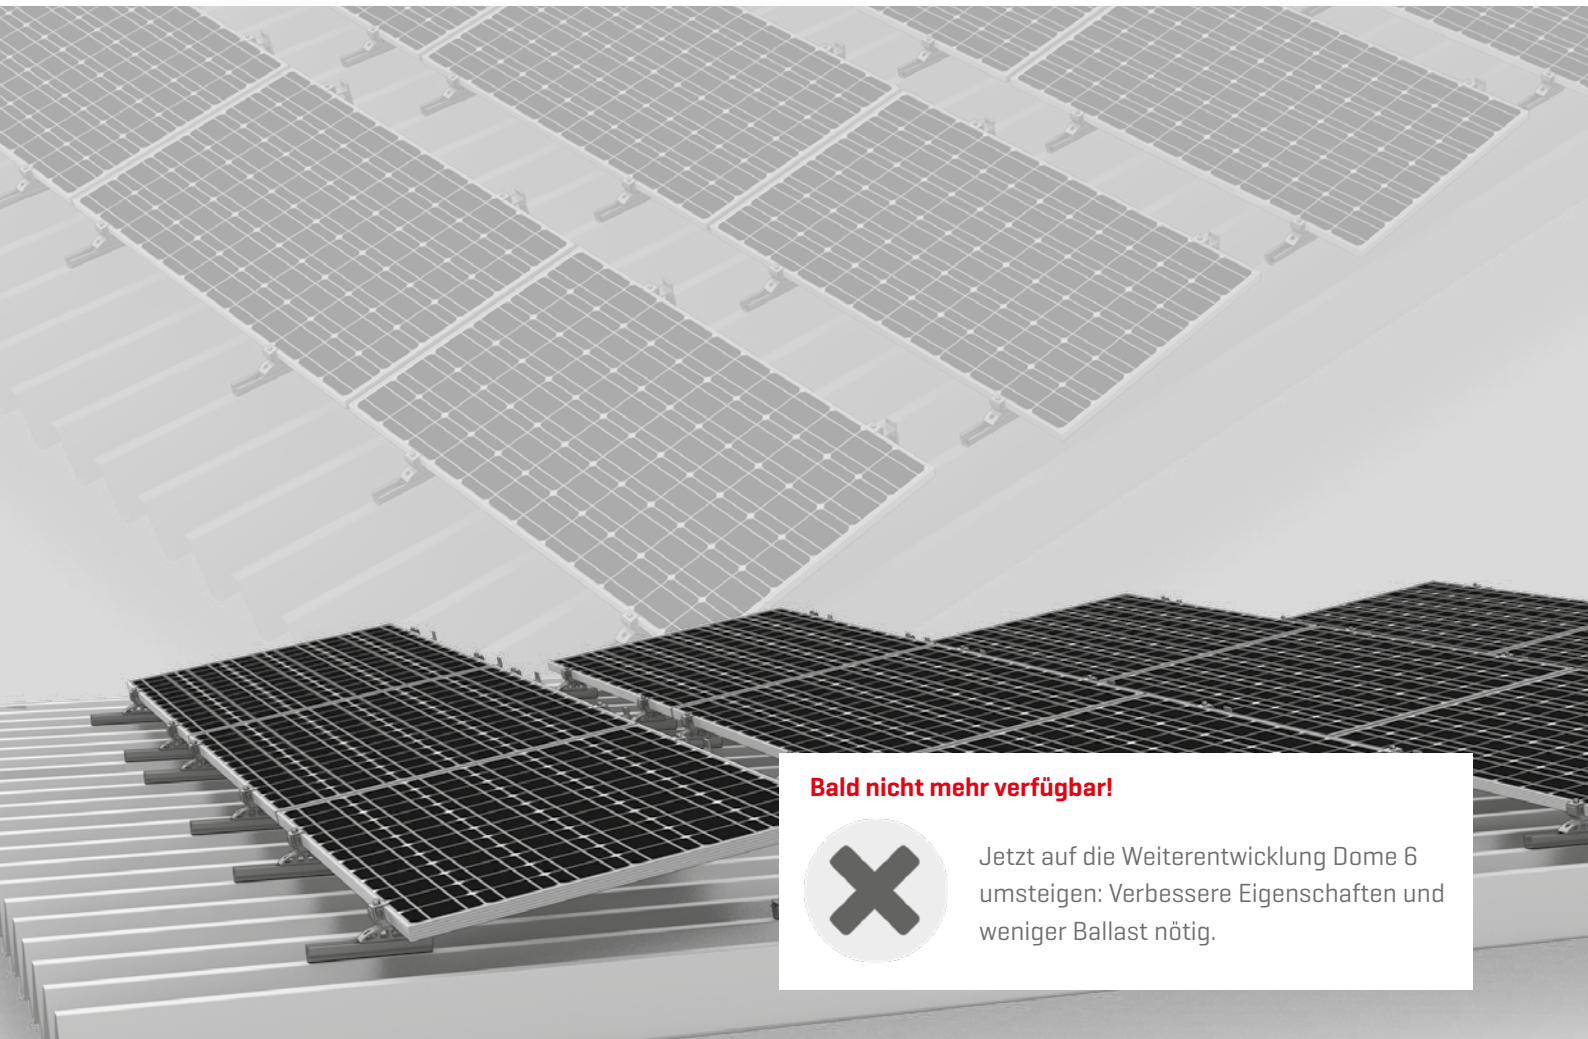 Bald nicht mehr verfügbar!
Jetzt auf die Weiterentwicklung Dome 6
umsteigen: Verbessere Eigenschaften und
weniger Ballast nötig.